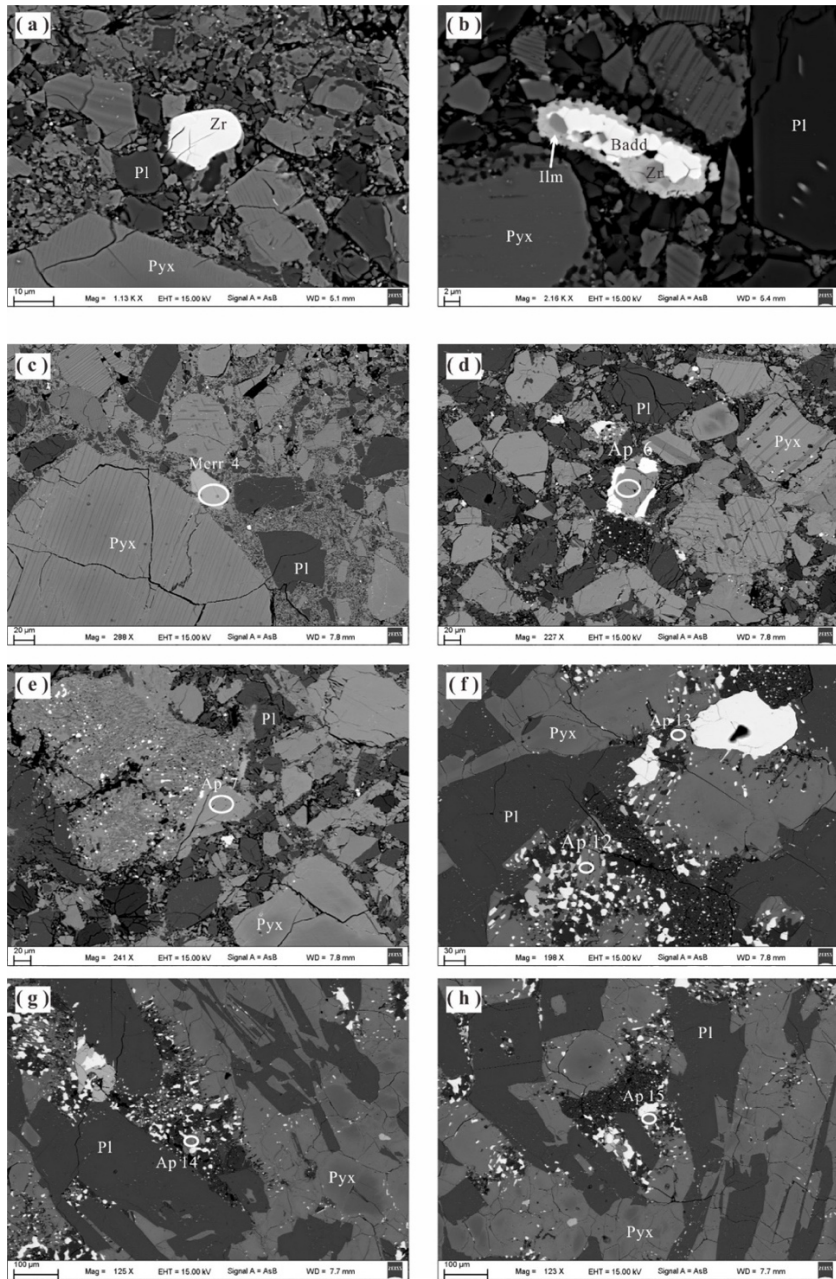 ( a )
Zr
Pl
Pyx
10 μm
Mag = 1.13 K X EHT = 15.00 kV Signal A = AsB WD = 5.1 mm
( b )
Pl
Badd
Ilm
Zr
Pyx
2 μm
Mag = 2.16 K X EHT = 15.00 kV Signal A = AsB WD = 5.4 mm
( c )
Merr 4
Pyx
Pl
20 μm
Mag = 288 X EHT = 15.00 kV Signal A = AsB WD = 7.8 mm
( d )
Pl
Pyx
Ap 6
20 μm
Mag = 227 X EHT = 15.00 kV Signal A = AsB WD = 7.8 mm
( e )
Pl
Ap 7
Pyx
20 μm
Mag = 241 X EHT = 15.00 kV Signal A = AsB WD = 7.8 mm
( f )
Ap 13
Pyx
Pl
Ap 12
30 μm
Mag = 198 X EHT = 15.00 kV Signal A = AsB WD = 7.8 mm
( g )
Pl
Ap 14
Pyx
100 μm
Mag = 125 X EHT = 15.00 kV Signal A = AsB WD = 7.7 mm
( h )
Pl
Ap 15
Pyx
100 μm
Mag = 123 X EHT = 15.00 kV Signal A = AsB WD = 7.7 mm